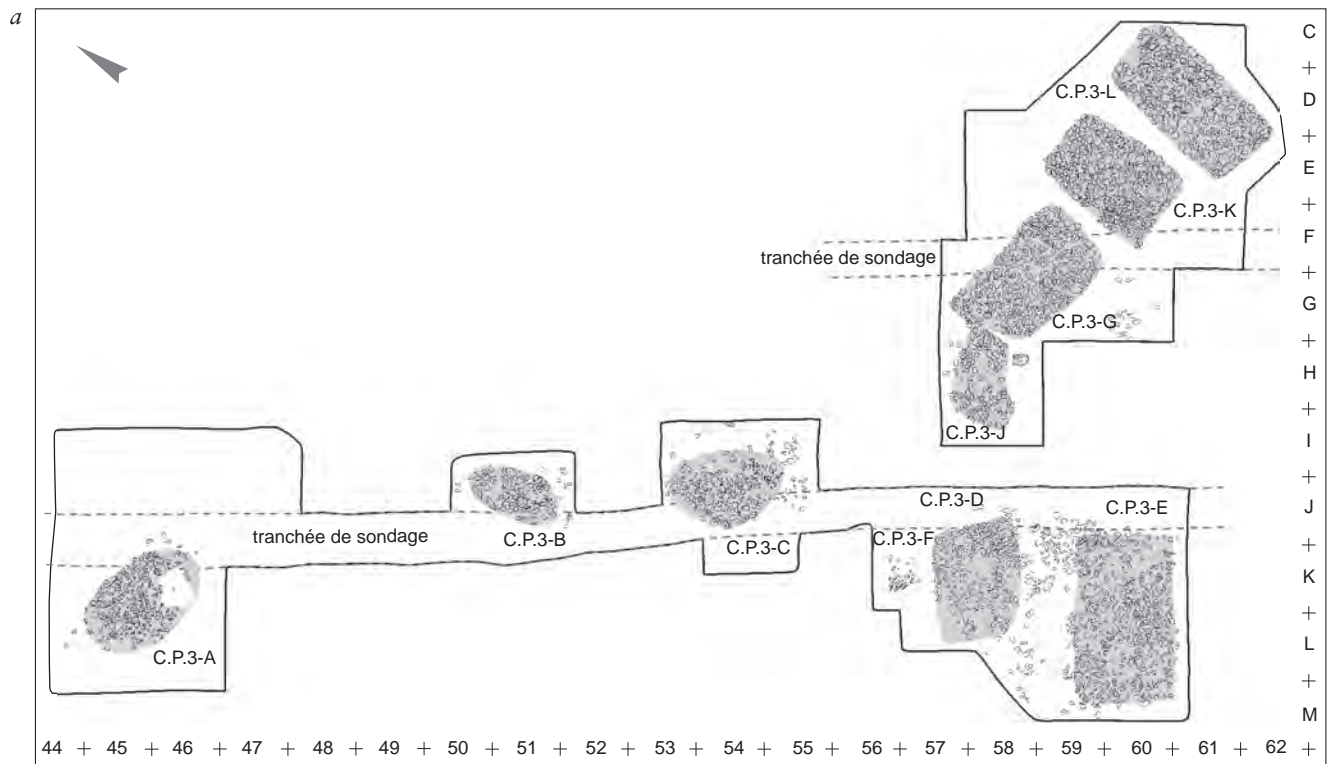 a
C
+
C.P.3-L
D
+
E
+
C.P.3-K
F
tranchée de sondage
+
G
C.P.3-G
+
H
+
C.P.3-J
I
+
C.P.3-D
C.P.3-E
J
tranchée de sondage
C.P.3-B
C.P.3-C
C.P.3-F
+
K
+
C.P.3-A
L
+
M
44 + 45 + 46 + 47 + 48 + 49 + 50 + 51 + 52 + 53 + 54 + 55 + 56 + 57 + 58 + 59 + 60 + 61 + 62 +